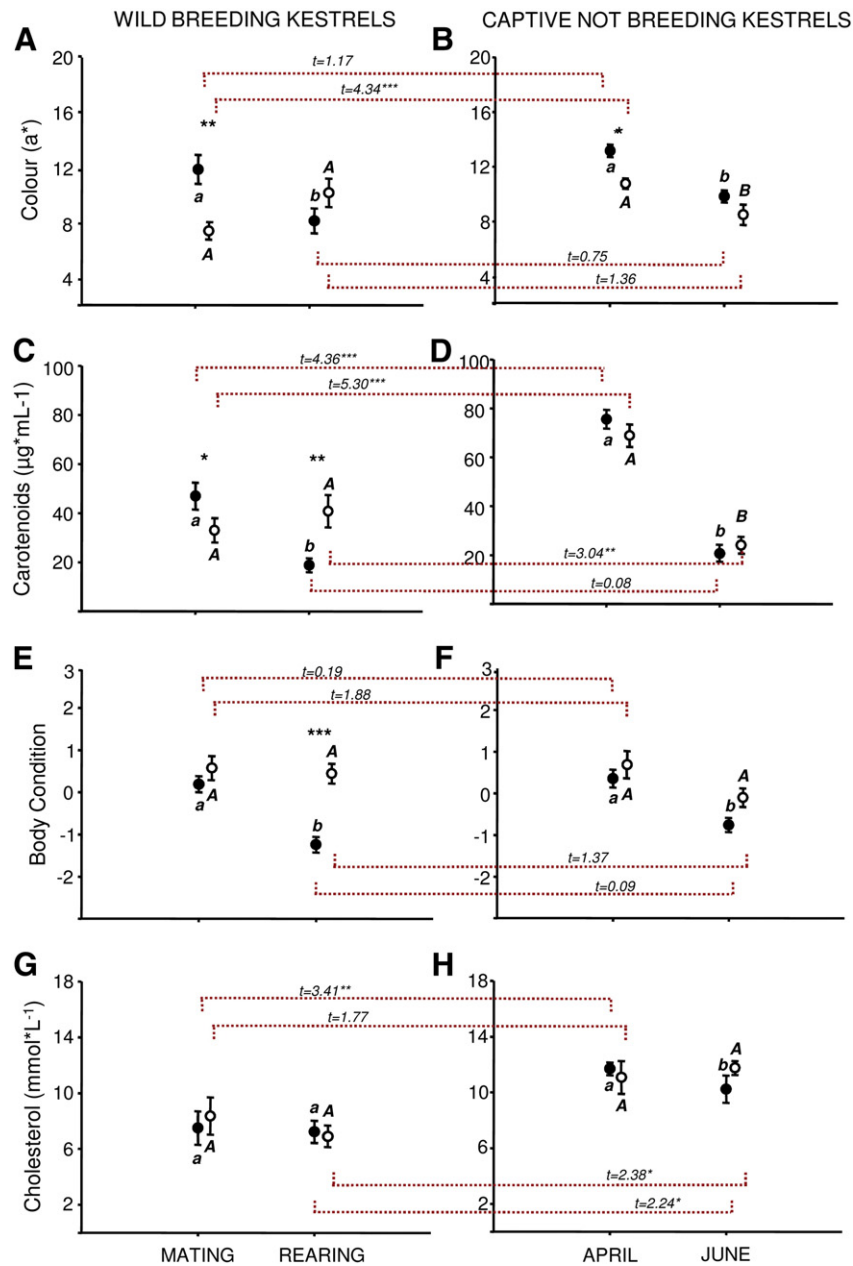 WILD BREEDING KESTRELS
CAPTIVE NOT BREEDING KESTRELS
A
Colour (a*)
20
16
12
8
4
**
a
A
b
A
B
20
16
12
8
4
*
a
A
b
B
t=1.17
t=4.34***
t=0.75
t=1.36
C
Carotenoids (µg*mL-1)
100
80
60
40
20
*
a
A
**
b
A
D
100
80
60
40
20
a
A
b
B
t=4.36***
t=5.30***
t=3.04**
t=0.08
E
Body Condition
3
2
1
0
-1
-2
a
A
***
b
A
F
3
2
1
0
-1
-2
a
A
b
A
t=0.19
t=1.88
t=1.37
t=0.09
G
Cholesterol (mmol*L-1)
18
14
10
6
2
a
A
a
A
H
18
14
10
6
2
a
A
b
A
t=3.41**
t=1.77
t=2.38*
t=2.24*
MATING
REARING
APRIL
JUNE